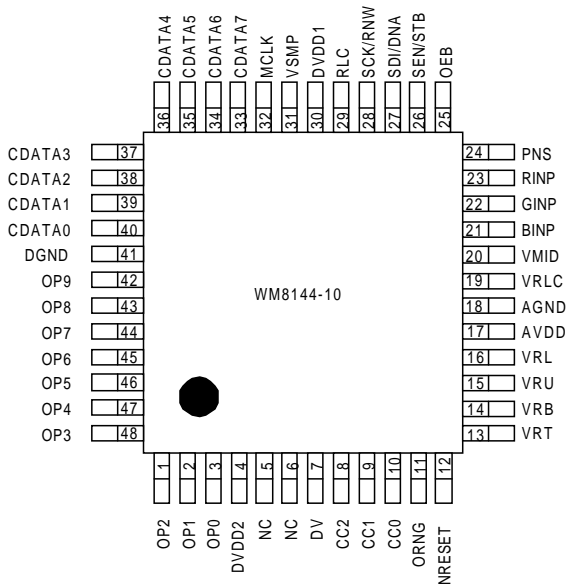 CDATA4
CDATA5
CDATA6
CDATA7
MCLK
VSMP
DVDD1
RLC
SCK/RNW
SDI/DNA
SEN/STB
OEB
36
35
34
33
32
31
30
29
28
27
26
25
CDATA3 37
CDATA2 38
CDATA1 39
CDATA0 40
DGND 41
OP9 42
OP8 43
OP7 44
OP6 45
OP5 46
OP4 47
OP3 48
WM8144-10
24 PNS
23 RINP
22 GINP
21 BINP
20 VMID
19 VRLC
18 AGND
17 AVDD
16 VRL
15 VRU
14 VRB
13 VRT
1
2
3
4
5
6
7
8
9
10
11
12
OP2
OP1
OP0
DVDD2
NC
NC
DV
CC2
CC1
CC0
ORNG
NRESET